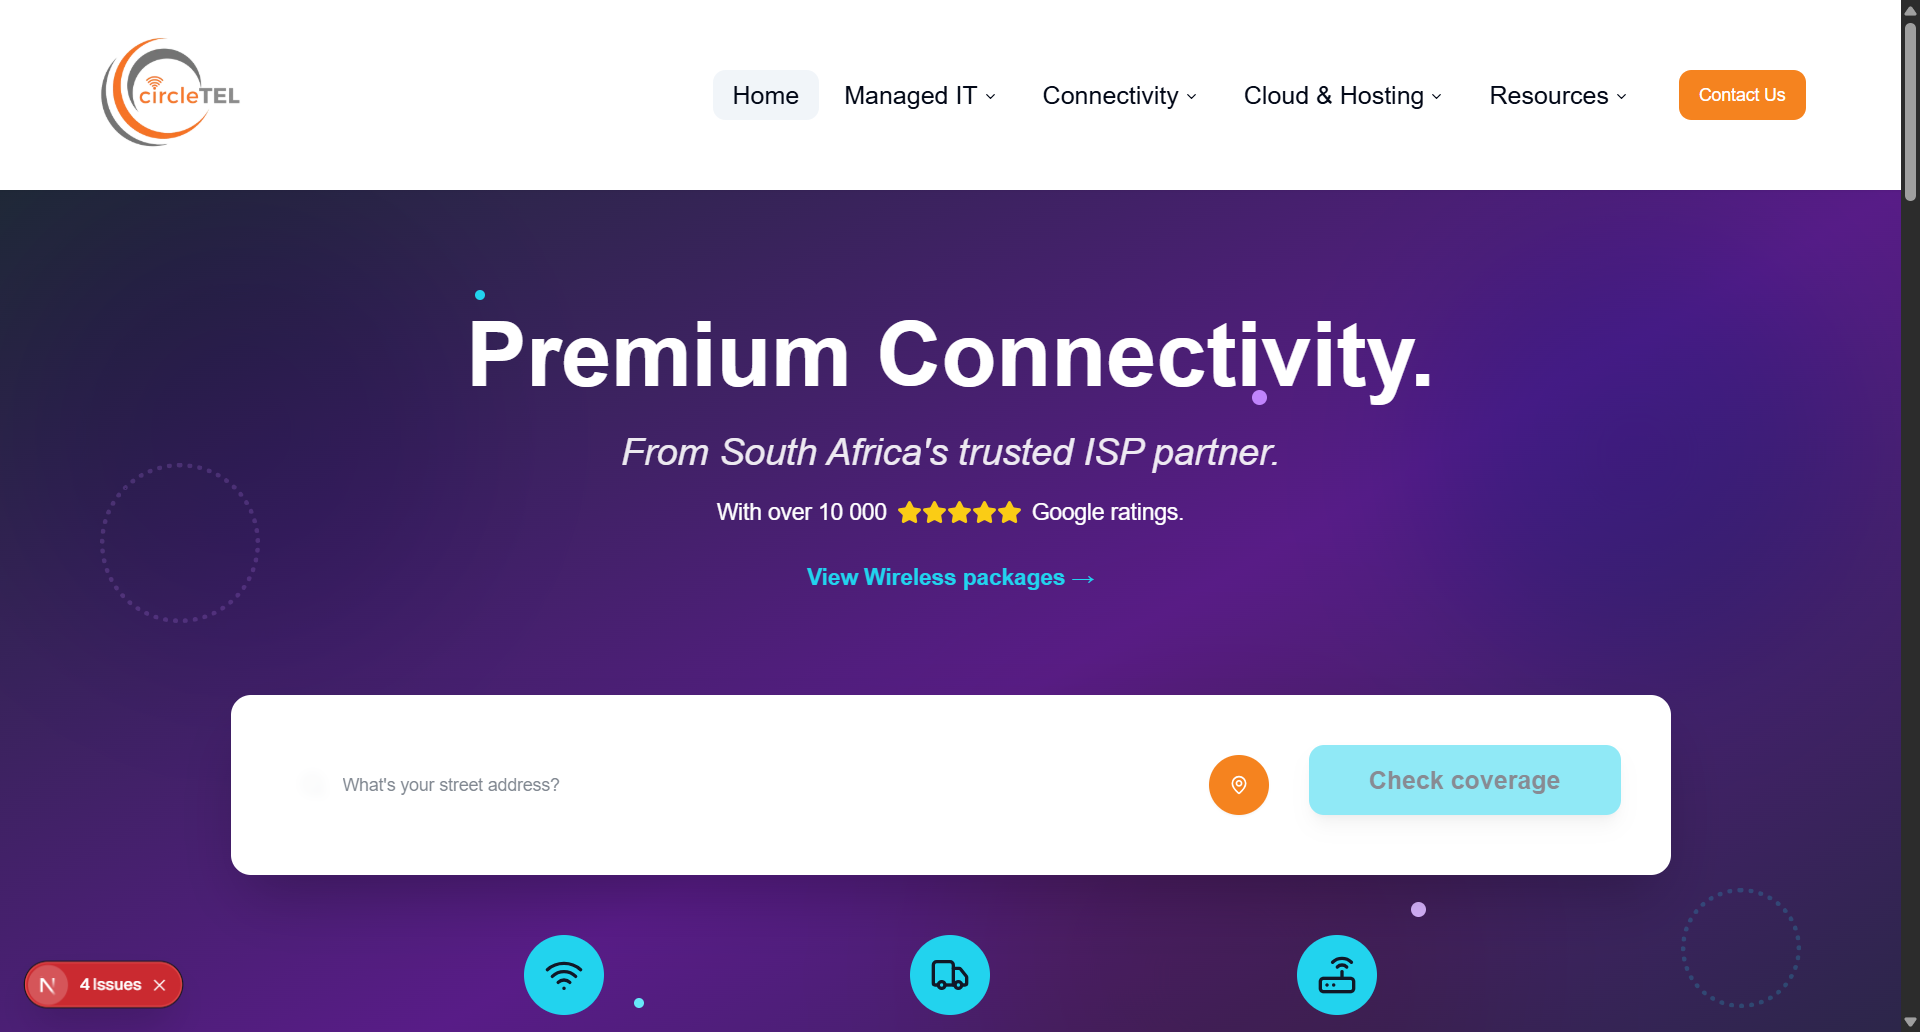 circleTEL
Home Managed IT Connectivity Cloud & Hosting Resources Contact Us
Premium Connectivity.
From South Africa's trusted ISP partner.
With over 10 000 Google ratings.
View Wireless packages →
What's your street address?
Check coverage
N 4 Issues